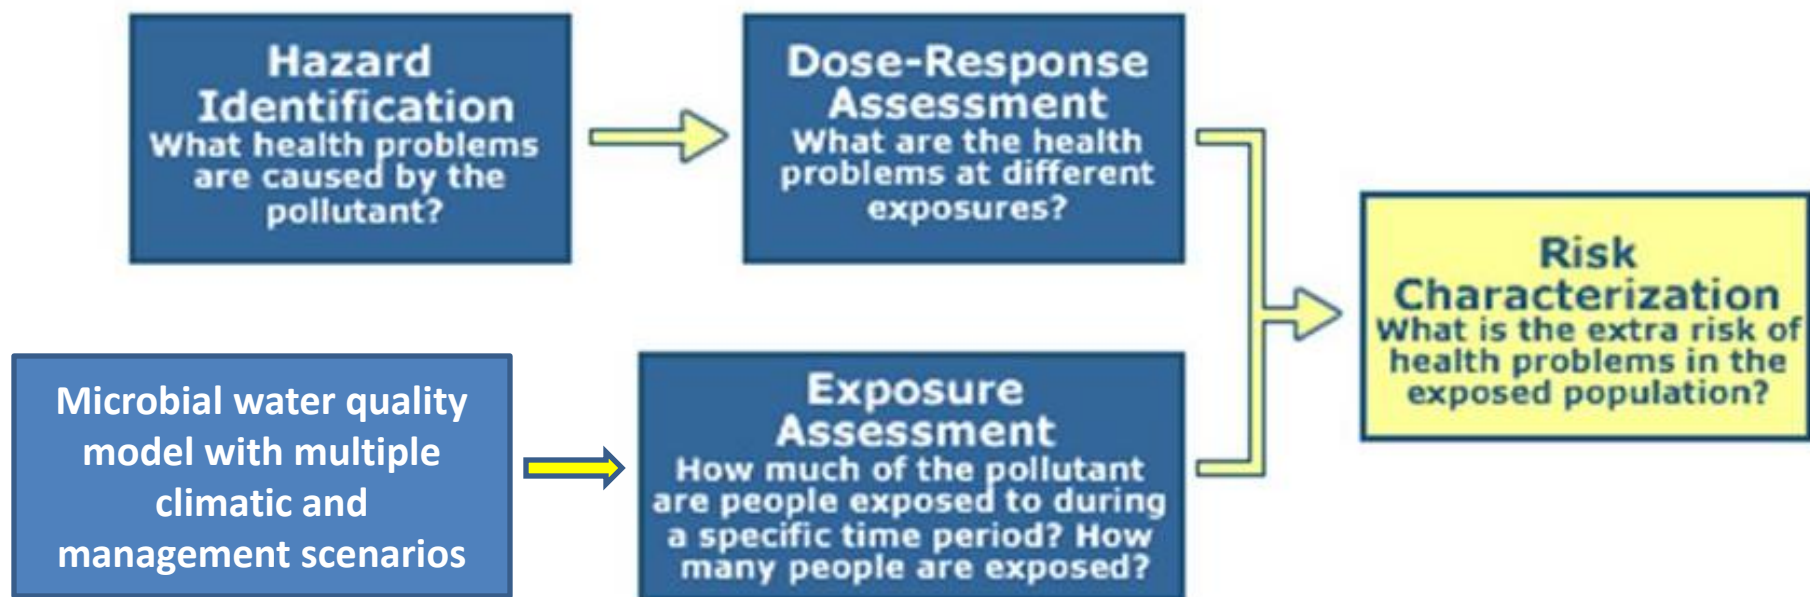 Hazard
Identification
What health problems
are caused by the
pollutant?
Dose-Response
Assessment
What are the health
problems at different
exposures?
Risk
Characterization
What is the extra risk of
health problems in the
exposed population?
Microbial water quality
model with multiple
climatic and
management scenarios
Exposure
Assessment
How much of the pollutant
are people exposed to during
a specific time period? How
many people are exposed?